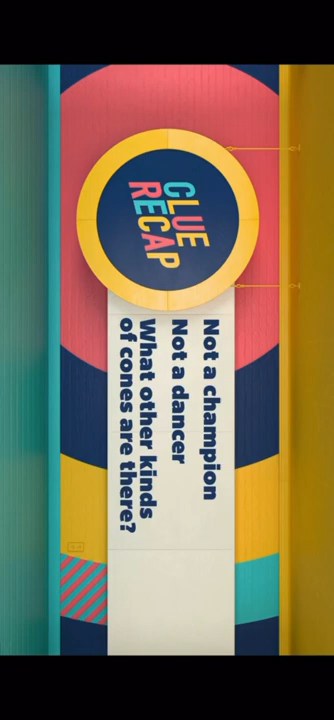 CLUE
RECAP
Not a champion
Not a dancer
What other kinds
of cones are there?